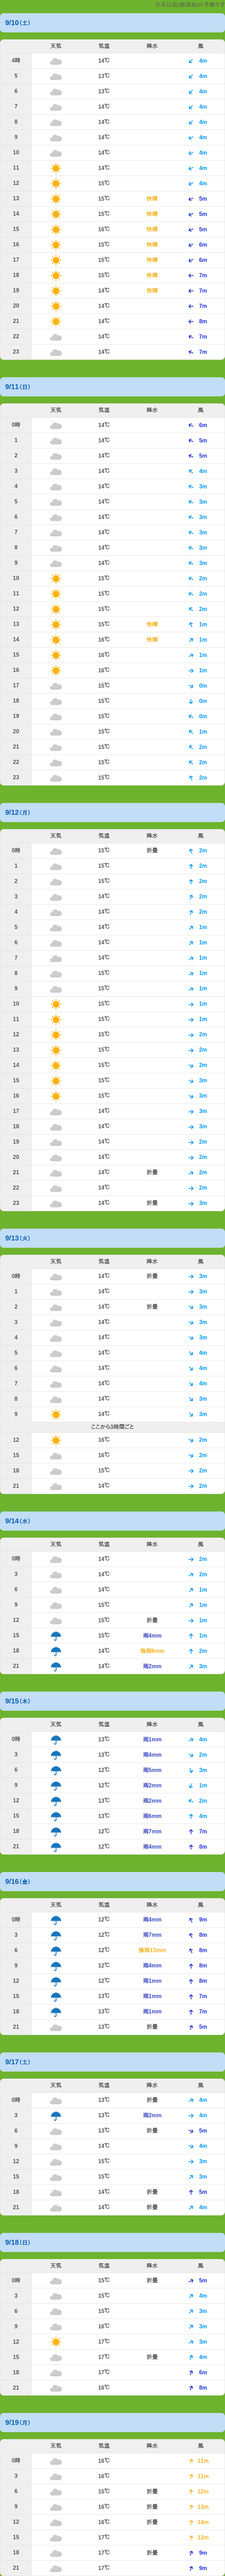 ※茶臼岳(那須岳)の予報です
9/10(土)
天気 気温 降水 風
4時 14℃ 4m
5 13℃ 4m
6 13℃ 4m
7 14℃ 4m
8 14℃ 4m
9 14℃ 4m
10 14℃ 4m
11 14℃ 4m
12 15℃ 4m
13 15℃ 快晴 5m
14 15℃ 快晴 5m
15 16℃ 快晴 5m
16 15℃ 快晴 6m
17 15℃ 快晴 6m
18 15℃ 快晴 7m
19 14℃ 快晴 7m
20 14℃ 7m
21 14℃ 8m
22 14℃ 7m
23 14℃ 7m
9/11(日)
天気 気温 降水 風
0時 14℃ 6m
1 14℃ 5m
2 14℃ 5m
3 14℃ 4m
4 14℃ 3m
5 14℃ 3m
6 14℃ 3m
7 14℃ 3m
8 14℃ 3m
9 14℃ 3m
10 15℃ 2m
11 15℃ 2m
12 15℃ 2m
13 15℃ 快晴 1m
14 16℃ 快晴 1m
15 16℃ 1m
16 16℃ 1m
17 15℃ 0m
18 15℃ 0m
19 15℃ 0m
20 15℃ 1m
21 15℃ 2m
22 15℃ 2m
23 15℃ 2m
9/12(月)
天気 気温 降水 風
0時 15℃ 折畳 2m
1 15℃ 2m
2 15℃ 2m
3 14℃ 2m
4 14℃ 2m
5 14℃ 1m
6 14℃ 1m
7 14℃ 1m
8 15℃ 1m
9 15℃ 1m
10 15℃ 1m
11 15℃ 1m
12 15℃ 2m
13 15℃ 2m
14 15℃ 2m
15 15℃ 3m
16 15℃ 3m
17 14℃ 3m
18 14℃ 3m
19 14℃ 2m
20 14℃ 2m
21 14℃ 折畳 2m
22 14℃ 2m
23 14℃ 折畳 3m
9/13(火)
天気 気温 降水 風
0時 14℃ 折畳 3m
1 14℃ 3m
2 14℃ 折畳 3m
3 14℃ 3m
4 14℃ 3m
5 14℃ 4m
6 14℃ 4m
7 14℃ 4m
8 14℃ 3m
9 14℃ 3m
ここから3時間ごと
12 16℃ 2m
15 16℃ 2m
18 15℃ 2m
21 14℃ 2m
9/14(水)
天気 気温 降水 風
0時 14℃ 2m
3 14℃ 2m
6 14℃ 1m
9 15℃ 1m
12 15℃ 折畳 1m
15 15℃ 雨4mm 1m
18 14℃ 強雨8mm 2m
21 14℃ 雨2mm 3m
9/15(木)
天気 気温 降水 風
0時 13℃ 雨1mm 4m
3 13℃ 雨4mm 2m
6 12℃ 雨5mm 3m
9 12℃ 雨2mm 1m
12 13℃ 雨2mm 2m
15 13℃ 雨6mm 4m
18 12℃ 雨7mm 7m
21 12℃ 雨4mm 8m
9/16(金)
天気 気温 降水 風
0時 12℃ 雨4mm 9m
3 12℃ 雨7mm 8m
6 12℃ 強雨13mm 8m
9 12℃ 雨4mm 8m
12 12℃ 雨1mm 8m
15 13℃ 雨1mm 7m
18 13℃ 雨1mm 7m
21 13℃ 折畳 5m
9/17(土)
天気 気温 降水 風
0時 13℃ 折畳 4m
3 13℃ 雨2mm 4m
6 13℃ 折畳 5m
9 14℃ 4m
12 15℃ 3m
15 15℃ 3m
18 14℃ 折畳 5m
21 14℃ 折畳 4m
9/18(日)
天気 気温 降水 風
0時 15℃ 折畳 5m
3 15℃ 4m
6 15℃ 3m
9 16℃ 3m
12 17℃ 3m
15 17℃ 折畳 4m
18 17℃ 6m
21 16℃ 8m
9/19(月)
天気 気温 降水 風
0時 16℃ 11m
3 16℃ 11m
6 15℃ 折畳 12m
9 16℃ 折畳 13m
12 16℃ 折畳 14m
15 17℃ 12m
18 17℃ 折畳 9m
21 17℃ 9m